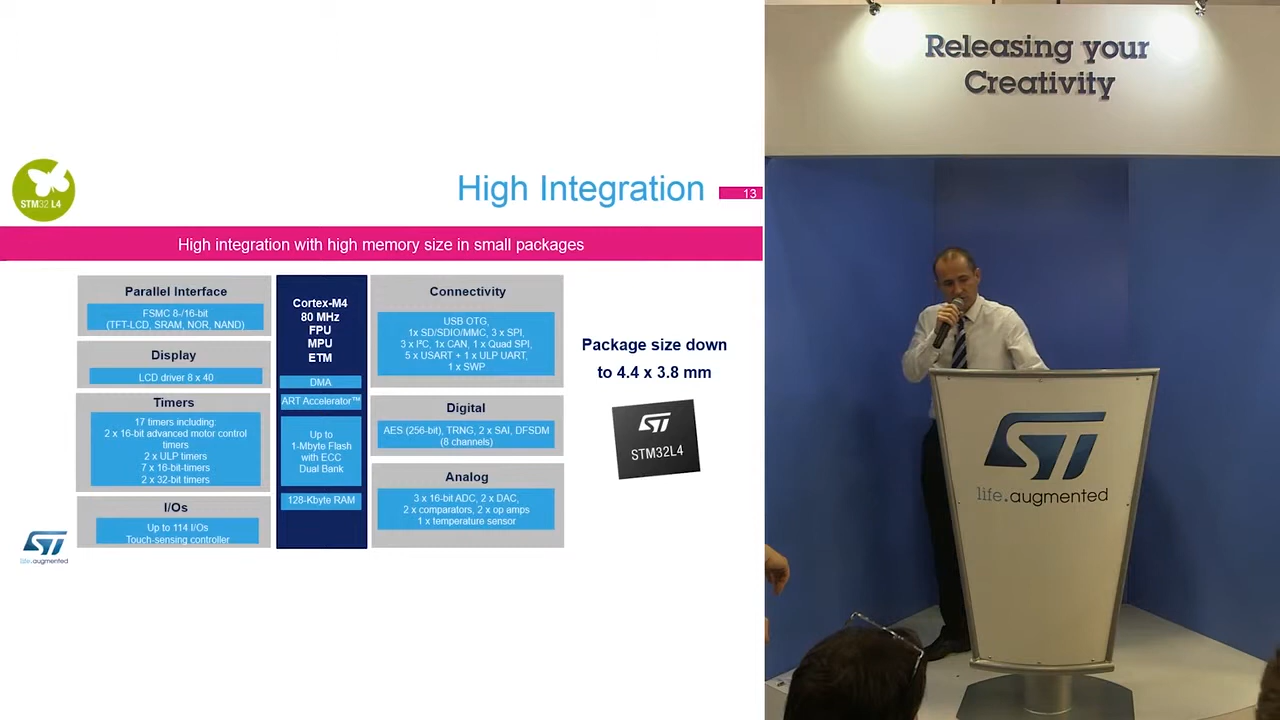 High Integration
13
STM32 L4
High integration with high memory size in small packages
Parallel Interface
FSMC 8-/16-bit
(TFT-LCD, SRAM, NOR, NAND)
Display
LCD driver 8 x 40
Timers
17 timers including:
2 x 16-bit advanced motor control
timers
2 x ULP timers
7 x 16-bit-timers
2 x 32-bit timers
I/Os
Up to 114 I/Os
Touch-sensing controller
Cortex-M4
80 MHz
FPU
MPU
ETM
DMA
ART Accelerator™
Up to
1-Mbyte Flash
with ECC
Dual Bank
128-Kbyte RAM
Connectivity
USB OTG,
1x SD/SDIO/MMC, 3 x SPI,
3 x I²C, 1x CAN, 1 x Quad SPI,
5 x USART + 1 x ULP UART,
1 x SWP
Digital
AES (256-bit), TRNG, 2 x SAI, DFSDM
(8 channels)
Analog
3 x 16-bit ADC, 2 x DAC,
2 x comparators, 2 x op amps
1 x temperature sensor
Package size down
to 4.4 x 3.8 mm
ST
STM32L4
ST
life.augmented
Releasing your
Creativity
ST
life.augmented